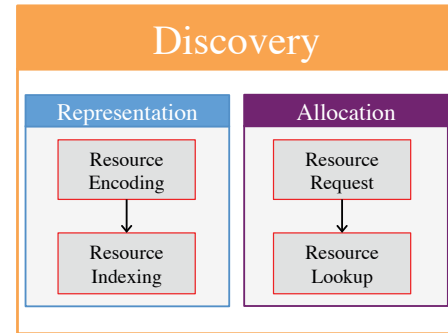 Discovery
Representation
Resource
Encoding
Resource
Indexing
Allocation
Resource
Request
Resource
Lookup